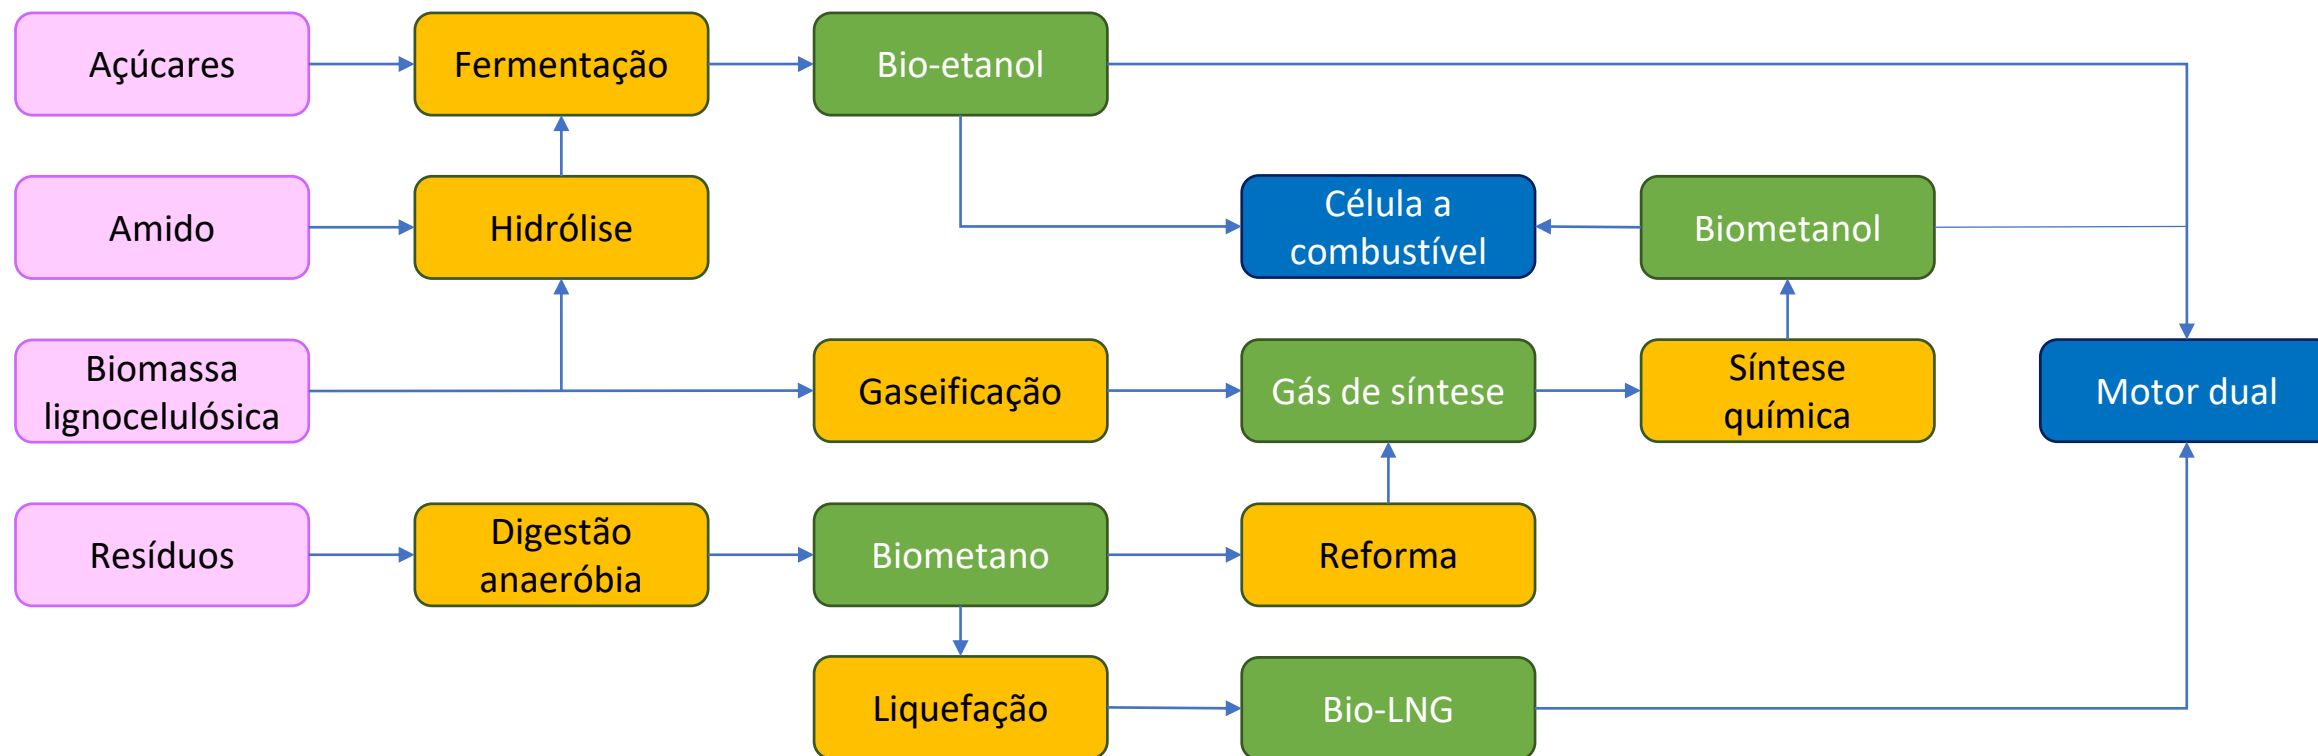 Açúcares
Fermentação
Bio-etanol
Amido
Hidrólise
Célula a
combustível
Biometanol
Biomassa
lignocelulósica
Gaseificação
Gás de síntese
Síntese
química
Motor dual
Resíduos
Digestão
anaeróbia
Biometano
Reforma
Liquefação
Bio-LNG